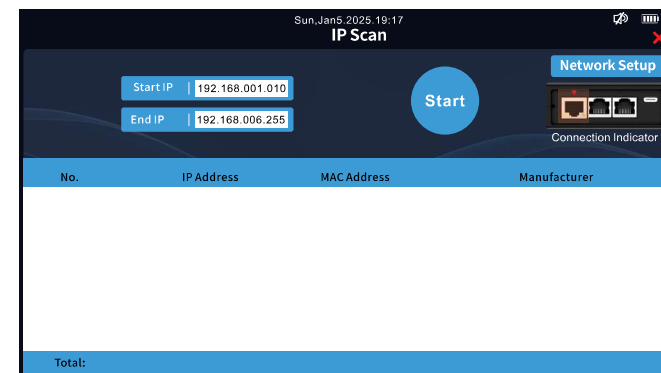 Sun,Jan5.2025.19:17
IP Scan
Network Setup
Start IP | 192.168.001.010
Start
End IP | 192.168.006.255
Connection Indicator
No. IP Address MAC Address Manufacturer
Total: